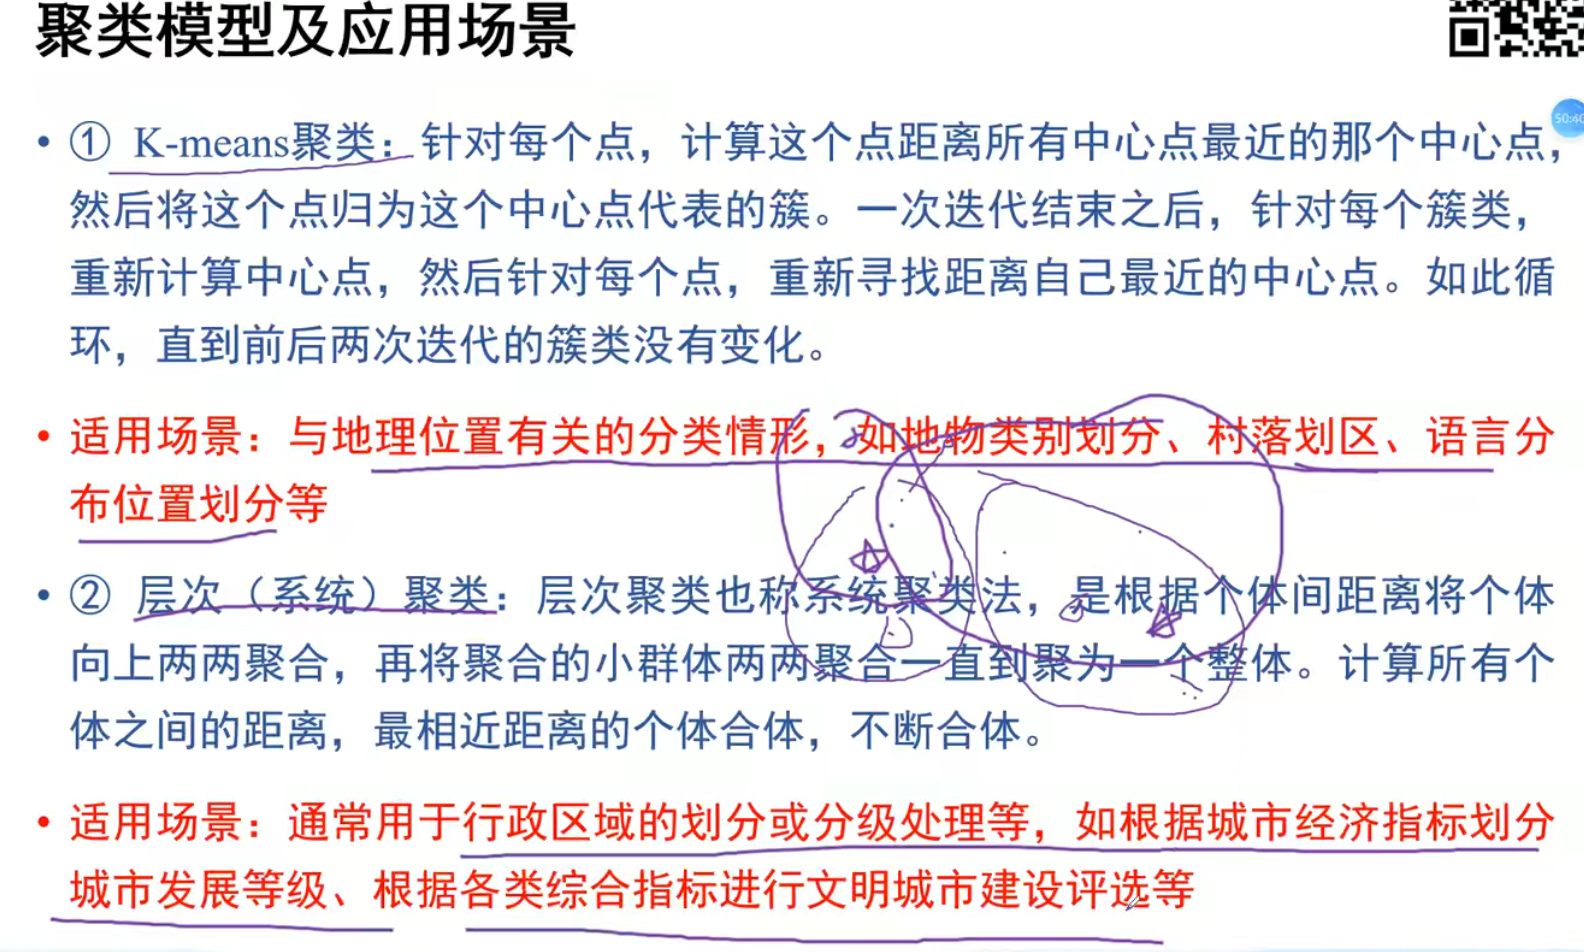 聚类模型及应用场景
50:40
• ① K-means聚类：针对每个点，计算这个点距离所有中心点最近的那个中心点，
然后将这个点归为这个中心点代表的簇。一次迭代结束之后，针对每个簇类，
重新计算中心点，然后针对每个点，重新寻找距离自己最近的中心点。如此循
环，直到前后两次迭代的簇类没有变化。
• 适用场景：与地理位置有关的分类情形，如地物类别划分、村落划区、语言分
布位置划分等
• ② 层次（系统）聚类：层次聚类也称系统聚类法，是根据个体间距离将个体
向上两两聚合，再将聚合的小群体两两聚合一直到聚为一个整体。计算所有个
体之间的距离，最相近距离的个体合体，不断合体。
• 适用场景：通常用于行政区域的划分或分级处理等，如根据城市经济指标划分
城市发展等级、根据各类综合指标进行文明城市建设评选等